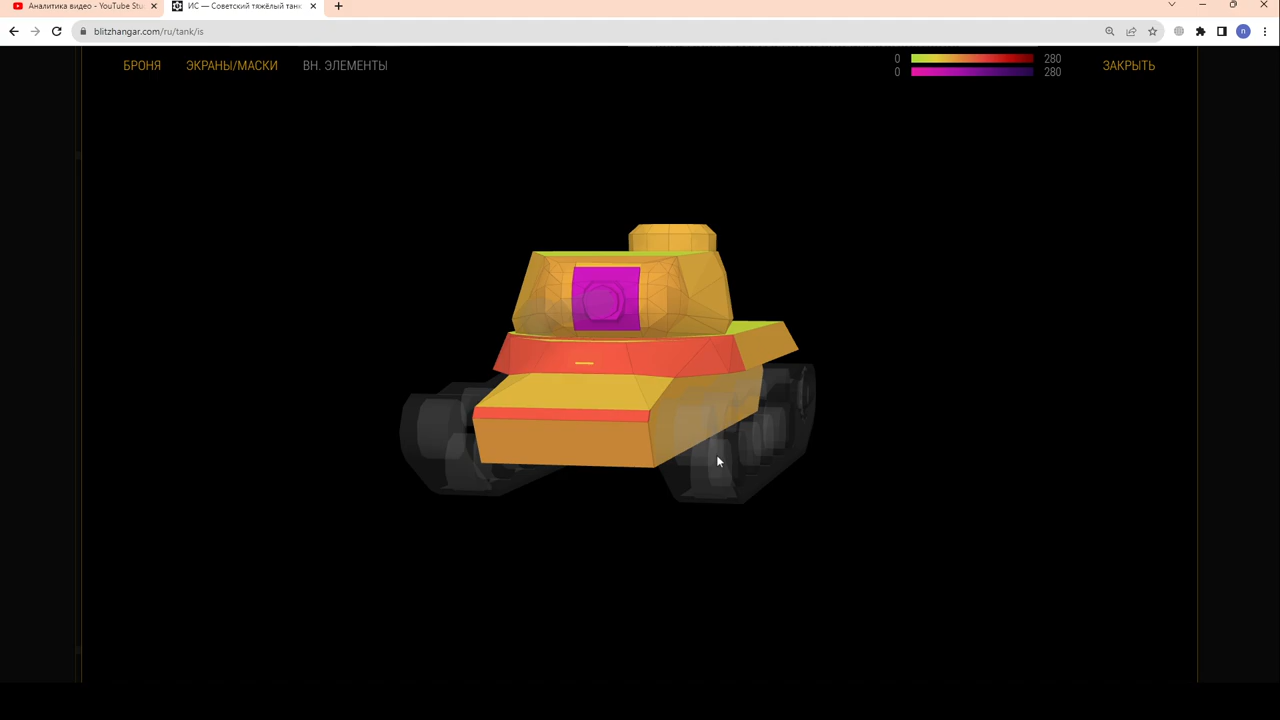 Аналитика видео - YouTube Stu
ИС — Советский тяжёлый тан
blitzhangar.com/ru/tank/is
n
БРОНЯ ЭКРАНЫ/МАСКИ ВН. ЭЛЕМЕНТЫ
0 280
0 280
ЗАКРЫТЬ